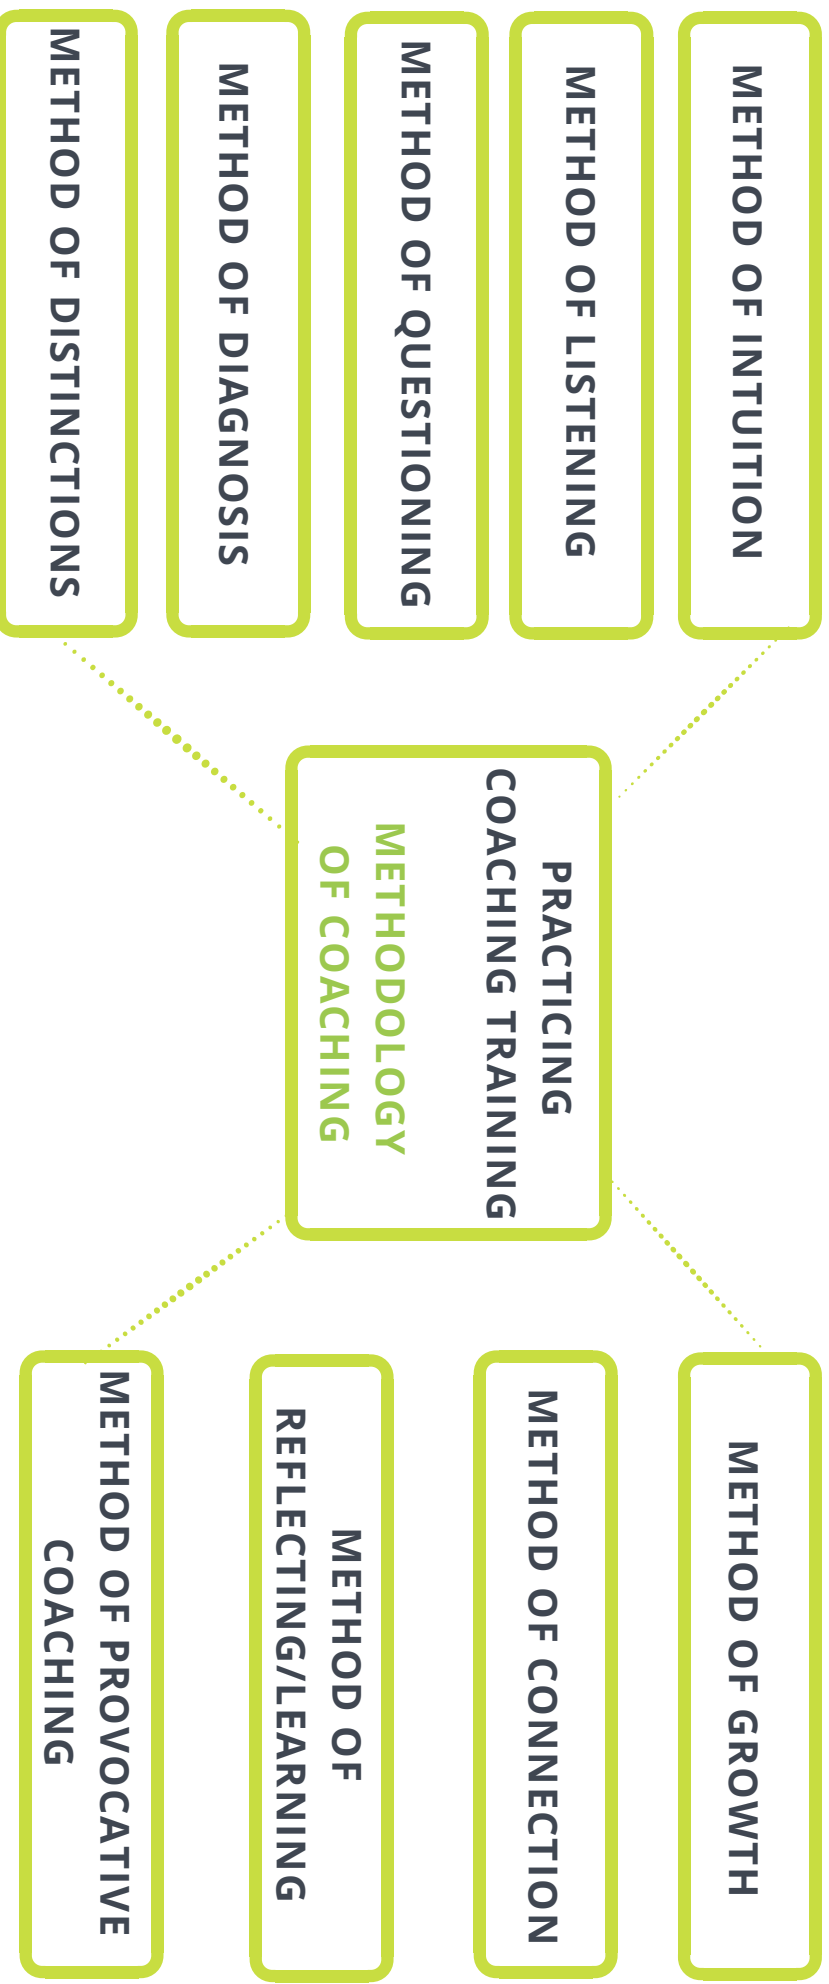 METHOD OF INTUITION
METHOD OF LISTENING
METHOD OF QUESTIONING
METHOD OF DIAGNOSIS
METHOD OF DISTINCTIONS
PRACTICING
COACHING TRAINING
METHODOLOGY
OF COACHING
METHOD OF GROWTH
METHOD OF CONNECTION
METHOD OF
REFLECTING/LEARNING
METHOD OF PROVOCATIVE
COACHING